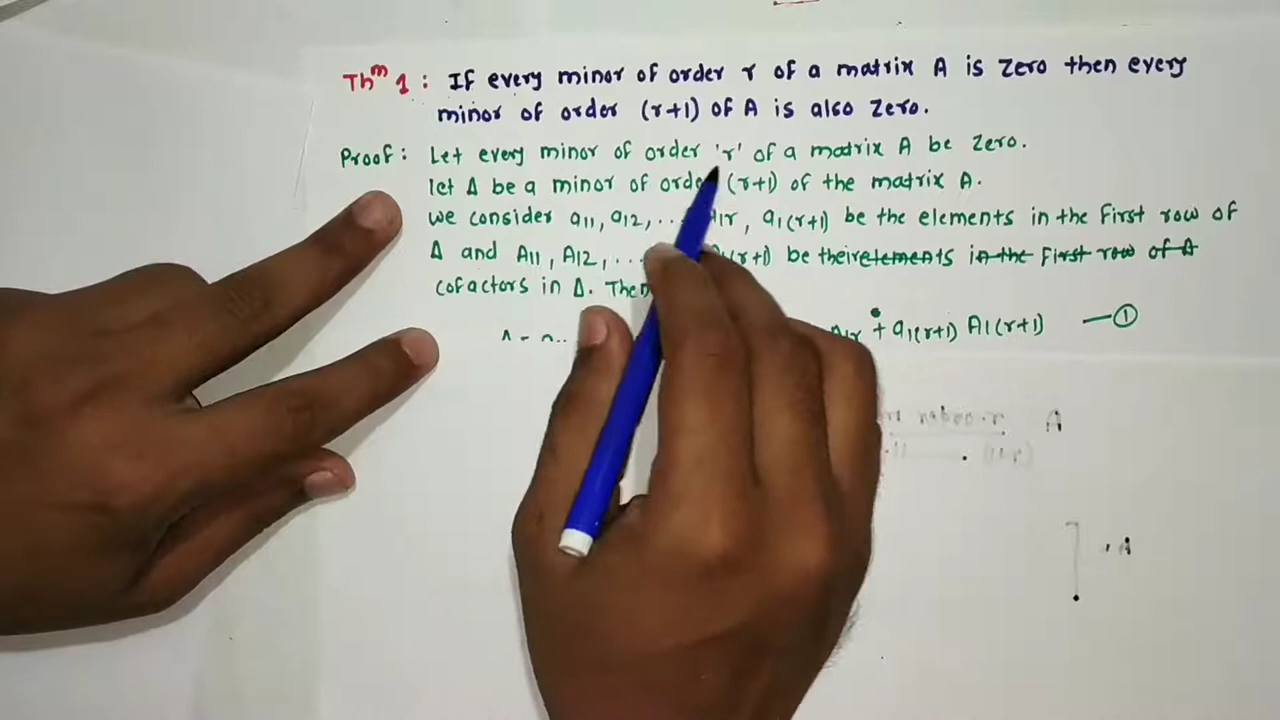 Thm 1 : If every minor of order r of a matrix A is zero then every
minor of order (r+1) of A is also zero.
Proof : Let every minor of order 'r' of a matrix A be zero.
let Δ be a minor of order (r+1) of the matrix A.
we consider a11, a12, ... a1r, a1(r+1) be the elements in the first row of
Δ and A11, A12, ... A1(r+1) be their elements in the first row of Δ
cofactors in Δ. Then
A1r + a1(r+1) A1(r+1) —①
A
A